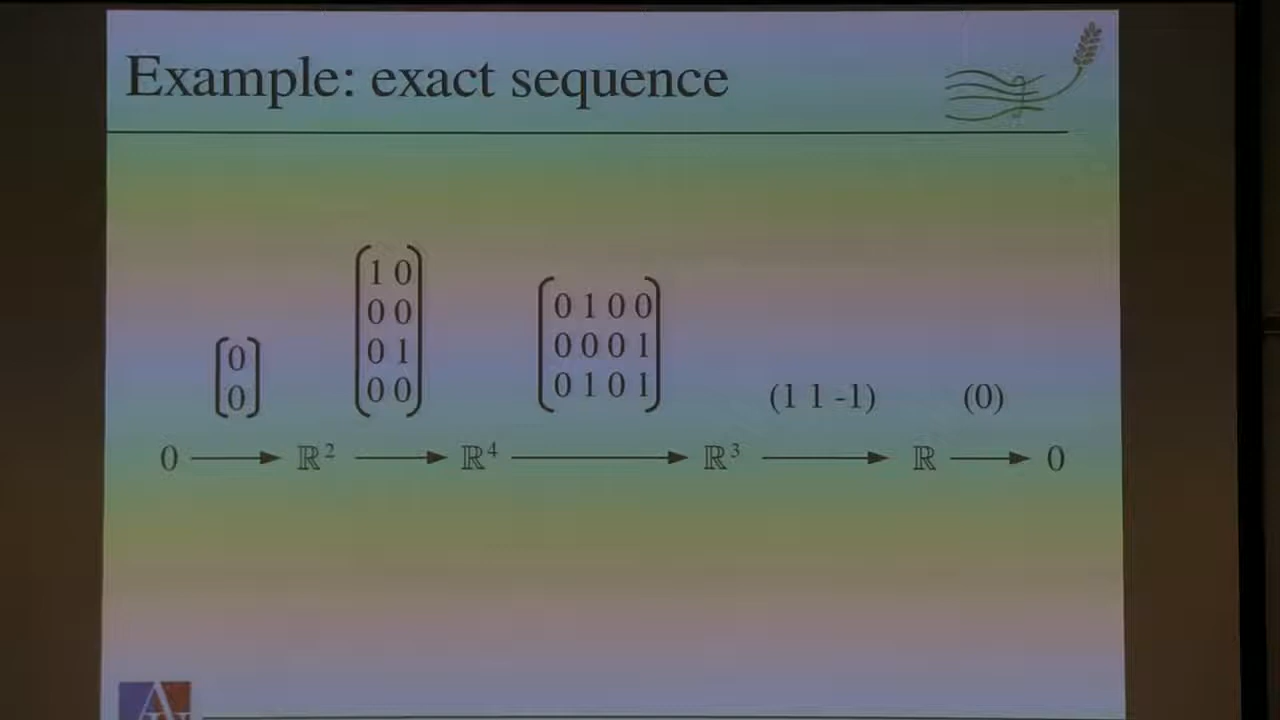 Example: exact sequence
1 0
0 0
0 1
0 0
0 1 0 0
0 0 0 1
0 1 0 1
0
0
(1 1 -1)
(0)
0 ⟶ ℝ² ⟶ ℝ⁴ ⟶ ℝ³ ⟶ ℝ ⟶ 0